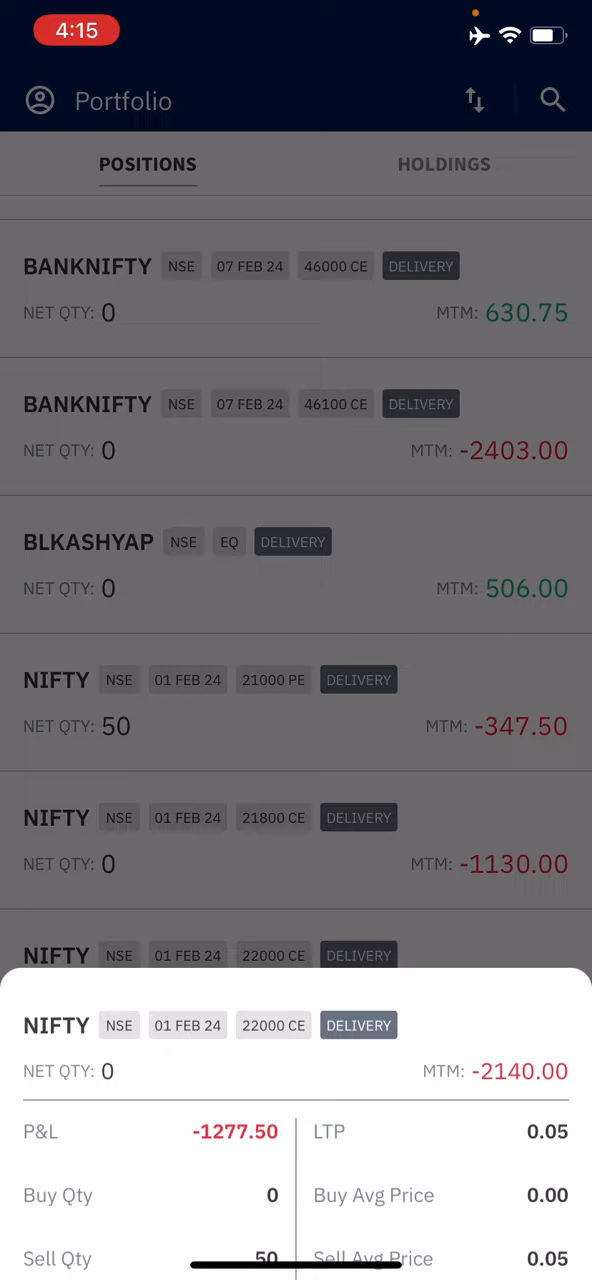 4:15
Portfolio
POSITIONS HOLDINGS
BANKNIFTY NSE 07 FEB 24 46000 CE DELIVERY
NET QTY: 0 MTM: 630.75
BANKNIFTY NSE 07 FEB 24 46100 CE DELIVERY
NET QTY: 0 MTM: -2403.00
BLKASHYAP NSE EQ DELIVERY
NET QTY: 0 MTM: 506.00
NIFTY NSE 01 FEB 24 21000 PE DELIVERY
NET QTY: 50 MTM: -347.50
NIFTY NSE 01 FEB 24 21800 CE DELIVERY
NET QTY: 0 MTM: -1130.00
NIFTY NSE 01 FEB 24 22000 CE DELIVERY
NIFTY NSE 01 FEB 24 22000 CE DELIVERY
NET QTY: 0 MTM: -2140.00
P&L -1277.50 LTP 0.05
Buy Qty 0 Buy Avg Price 0.00
Sell Qty 50 Sell Avg Price 0.05